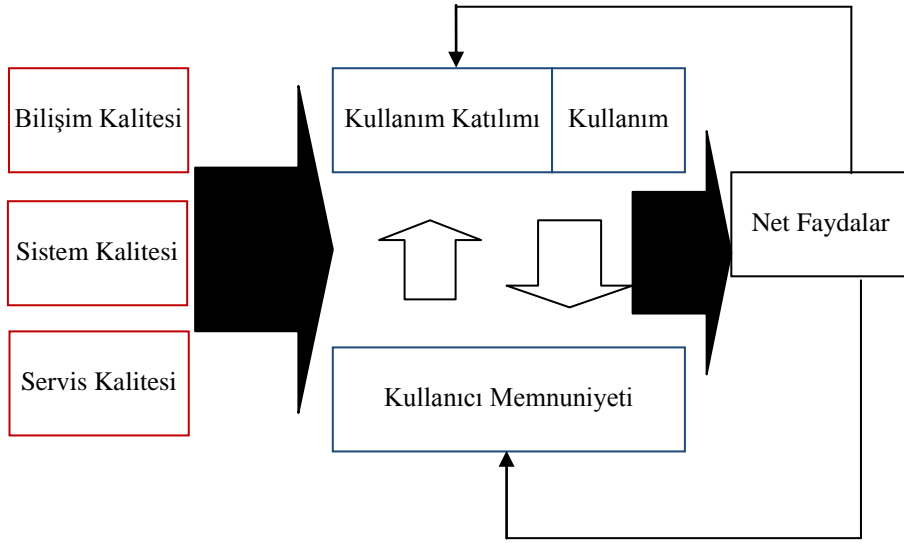 Bilişim Kalitesi
Kullanım Katılımı
Kullanım
Sistem Kalitesi
Net Faydalar
Servis Kalitesi
Kullanıcı Memnuniyeti